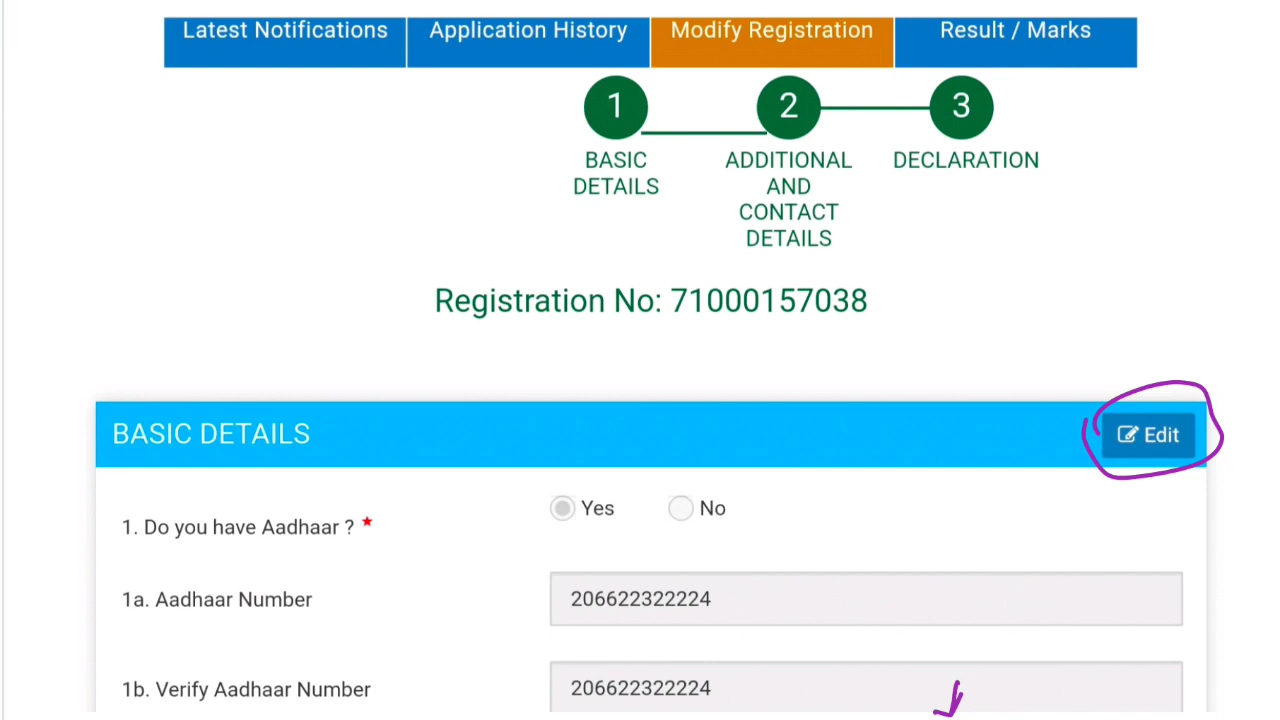 Latest Notifications Application History Modify Registration Result / Marks
1 2 3
BASIC DETAILS
ADDITIONAL AND CONTACT DETAILS
DECLARATION
Registration No: 71000157038
BASIC DETAILS Edit
1. Do you have Aadhaar ? * Yes No
1a. Aadhaar Number 206622322224
1b. Verify Aadhaar Number 206622322224